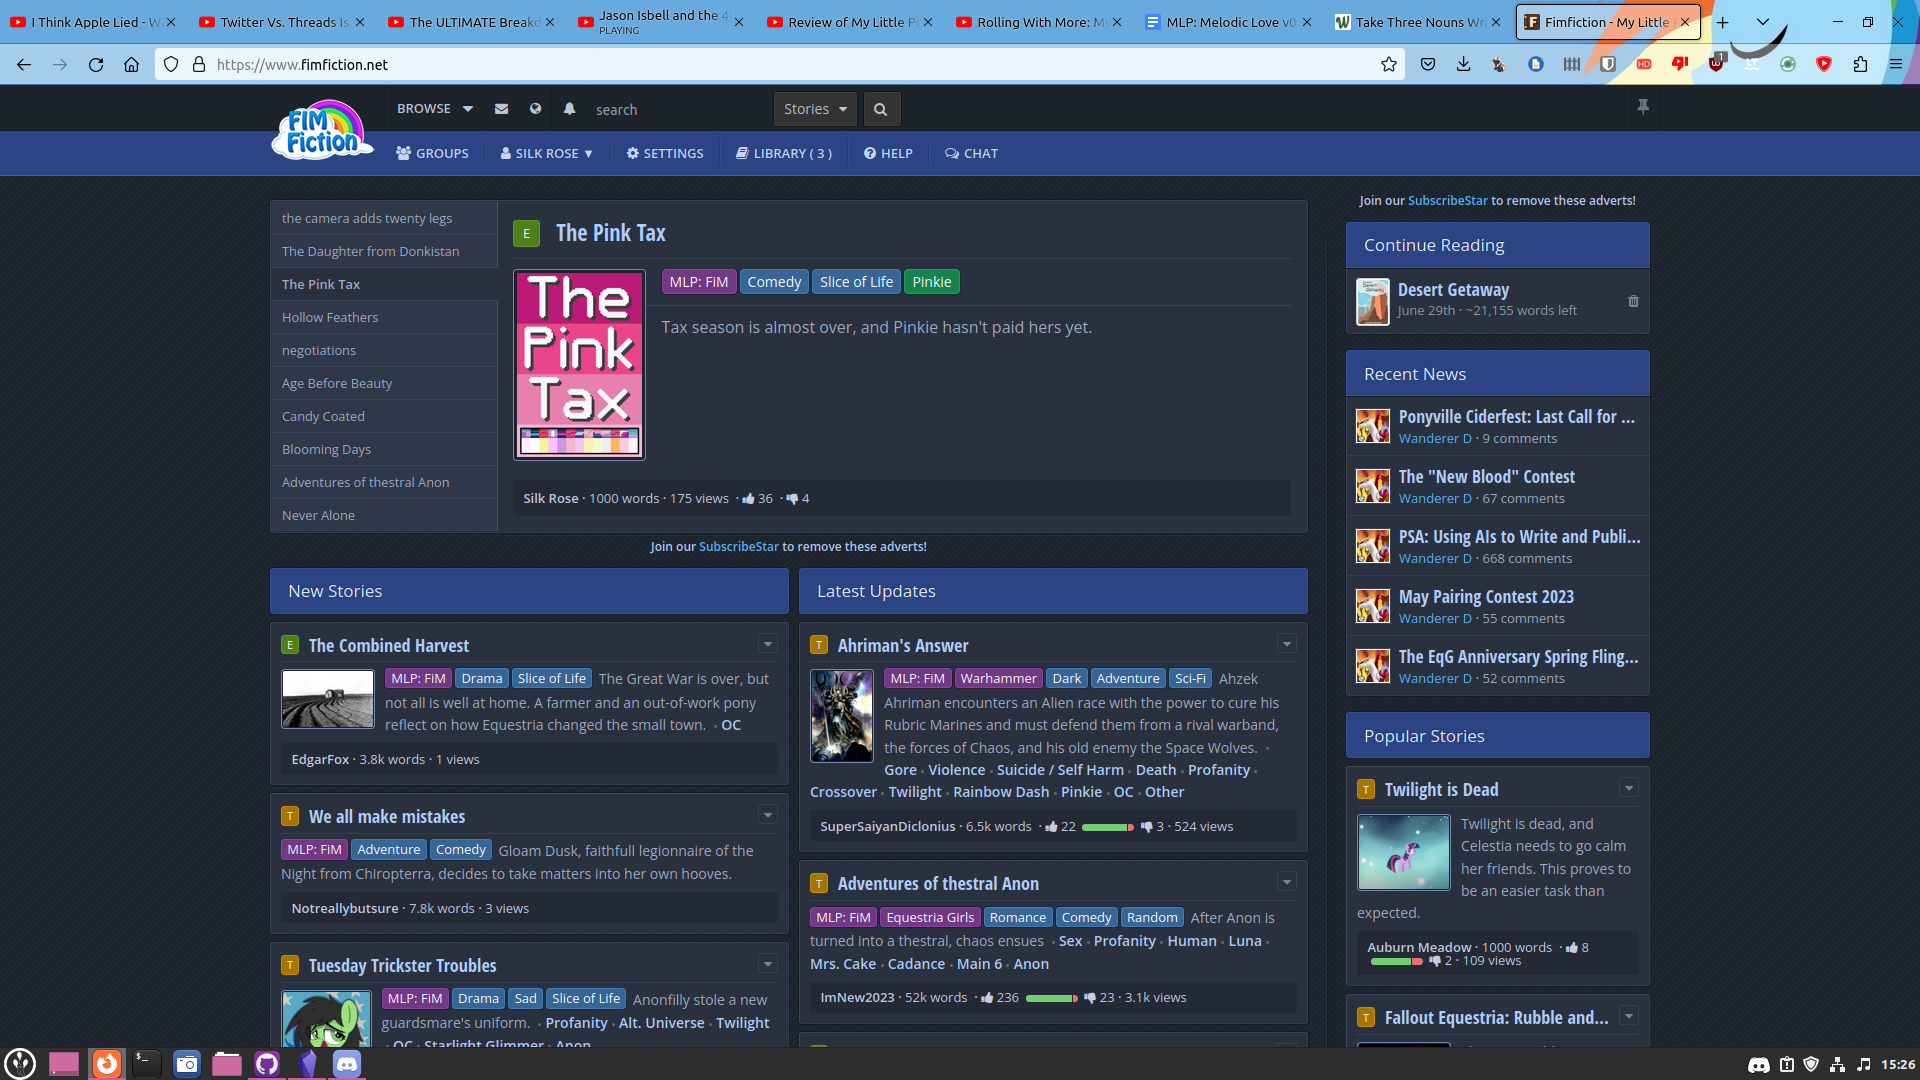 I Think Apple Lied - W
Twitter Vs. Threads Is
The ULTIMATE Breakd
Jason Isbell and the 4
PLAYING
Review of My Little Po
Rolling With More: My
MLP: Melodic Love v0
Take Three Nouns Wri
Fimfiction - My Little
https://www.fimfiction.net
FIM Fiction
BROWSE
search
Stories
GROUPS
SILK ROSE
SETTINGS
LIBRARY ( 3 )
HELP
CHAT
the camera adds twenty legs
The Daughter from Donkistan
The Pink Tax
Hollow Feathers
negotiations
Age Before Beauty
Candy Coated
Blooming Days
Adventures of thestral Anon
Never Alone
E The Pink Tax
The
Pink
Tax
MLP: FiM Comedy Slice of Life Pinkie
Tax season is almost over, and Pinkie hasn't paid hers yet.
Silk Rose · 1000 words · 175 views · 36 · 4
Join our SubscribeStar to remove these adverts!
New Stories
E The Combined Harvest
MLP: FiM Drama Slice of Life The Great War is over, but
not all is well at home. A farmer and an out-of-work pony
reflect on how Equestria changed the small town. • OC
EdgarFox · 3.8k words · 1 views
T We all make mistakes
MLP: FiM Adventure Comedy Gloam Dusk, faithfull legionnaire of the
Night from Chiropterra, decides to take matters into her own hooves.
Notreallybutsure · 7.8k words · 3 views
T Tuesday Trickster Troubles
MLP: FiM Drama Sad Slice of Life Anonfilly stole a new
guardsmare's uniform. • Profanity • Alt. Universe • Twilight
• OC • Starlight Glimmer • Anon
Latest Updates
T Ahriman's Answer
MLP: FiM Warhammer Dark Adventure Sci-Fi Ahzek
Ahriman encounters an Alien race with the power to cure his
Rubric Marines and must defend them from a rival warband,
the forces of Chaos, and his old enemy the Space Wolves. •
Gore • Violence • Suicide / Self Harm • Death • Profanity •
Crossover • Twilight • Rainbow Dash • Pinkie • OC • Other
SuperSaiyanDiclonius · 6.5k words · 22 3 · 524 views
T Adventures of thestral Anon
MLP: FiM Equestria Girls Romance Comedy Random After Anon is
turned into a thestral, chaos ensues • Sex • Profanity • Human • Luna •
Mrs. Cake • Cadance • Main 6 • Anon
ImNew2023 · 52k words · 236 23 · 3.1k views
Join our SubscribeStar to remove these adverts!
Continue Reading
Desert Getaway
June 29th · ~21,155 words left
Recent News
Ponyville Ciderfest: Last Call for ...
Wanderer D · 9 comments
The "New Blood" Contest
Wanderer D · 67 comments
PSA: Using AIs to Write and Publi...
Wanderer D · 668 comments
May Pairing Contest 2023
Wanderer D · 55 comments
The EqG Anniversary Spring Fling...
Wanderer D · 52 comments
Popular Stories
T Twilight is Dead
Twilight is dead, and
Celestia needs to go calm
her friends. This proves to
be an easier task than
expected.
Auburn Meadow · 1000 words · 8
2 · 109 views
T Fallout Equestria: Rubble and...
15:26